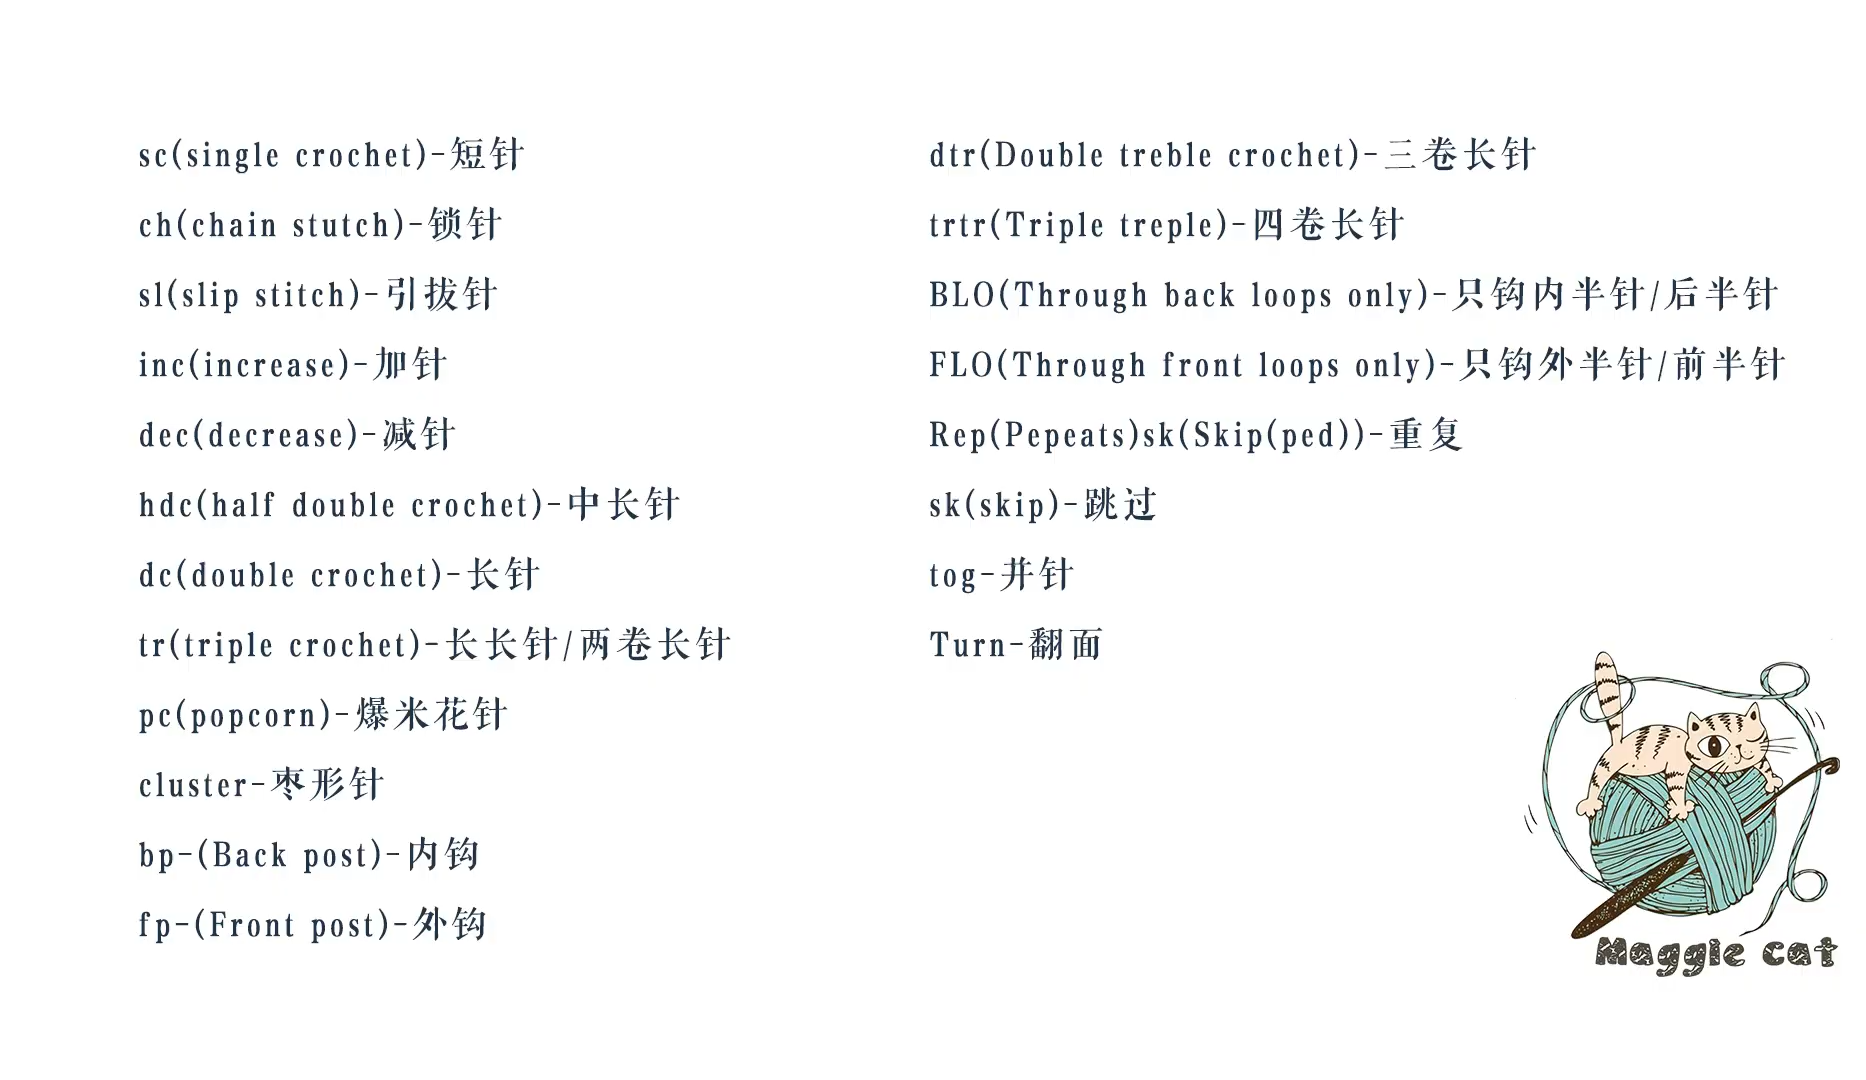 sc(single crochet)-短针
ch(chain stutch)-锁针
sl(slip stitch)-引拔针
inc(increase)-加针
dec(decrease)-减针
hdc(half double crochet)-中长针
dc(double crochet)-长针
tr(triple crochet)-长长针/两卷长针
pc(popcorn)-爆米花针
cluster-枣形针
bp-(Back post)-内钩
fp-(Front post)-外钩
dtr(Double treble crochet)-三卷长针
trtr(Triple treple)-四卷长针
BLO(Through back loops only)-只钩内半针/后半针
FLO(Through front loops only)-只钩外半针/前半针
Rep(Pepeats)sk(Skip(ped))-重复
sk(skip)-跳过
tog-并针
Turn-翻面
Maggie cat